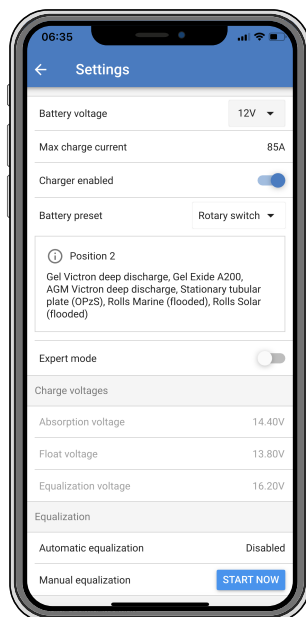 06:35
Settings
Battery voltage 12V
Max charge current 85A
Charger enabled
Battery preset Rotary switch
Position 2
Gel Victron deep discharge, Gel Exide A200,
AGM Victron deep discharge, Stationary tubular
plate (OPzS), Rolls Marine (flooded), Rolls Solar
(flooded)
Expert mode
Charge voltages
Absorption voltage 14.40V
Float voltage 13.80V
Equalization voltage 16.20V
Equalization
Automatic equalization Disabled
Manual equalization START NOW